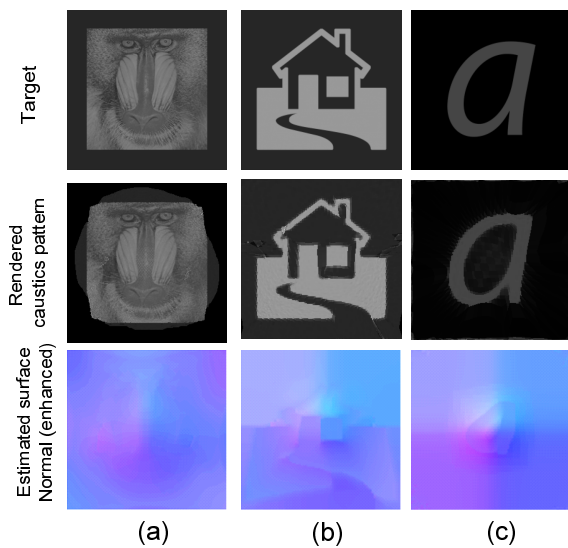 Target
Rendered
caustics pattern
Estimated surface
Normal (enhanced)
a
a
(a)
(b)
(c)